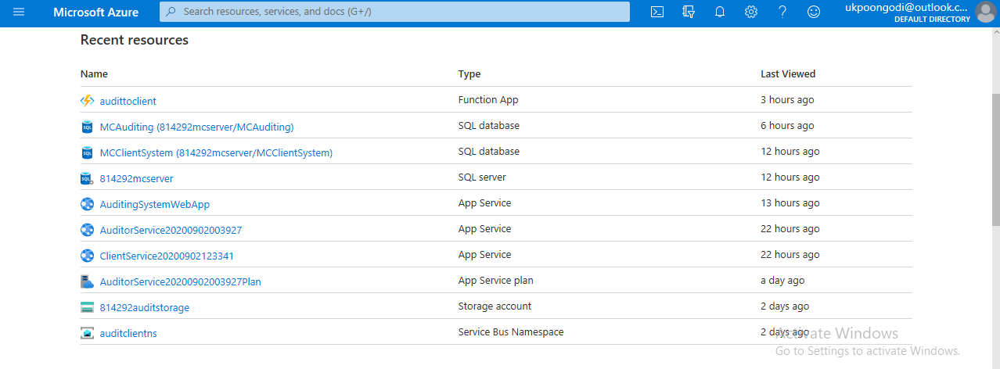 Microsoft Azure Search resources, services, and docs (G+/) ukpoongodi@outlook.c...
DEFAULT DIRECTORY
Recent resources
Name Type Last Viewed
audittoclient Function App 3 hours ago
MCAuditing (814292mcserver/MCAuditing) SQL database 6 hours ago
MCClientSystem (814292mcserver/MCClientSystem) SQL database 12 hours ago
814292mcserver SQL server 12 hours ago
AuditingSystemWebApp App Service 13 hours ago
AuditorService20200902003927 App Service 22 hours ago
ClientService20200902123341 App Service 22 hours ago
AuditorService20200902003927Plan App Service plan a day ago
814292auditstorage Storage account 2 days ago
auditclientns Service Bus Namespace 2 days ago
Activate Windows
Go to Settings to activate Windows.